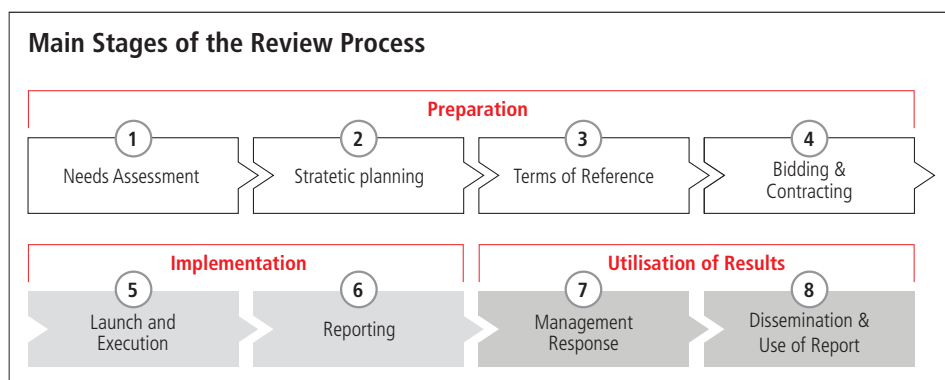 Main Stages of the Review Process
Preparation
1
2
3
4
Needs Assessment
Stratetic planning
Terms of Reference
Bidding &
Contracting
Implementation
Utilisation of Results
5
6
7
8
Launch and
Execution
Reporting
Management
Response
Dissemination &
Use of Report